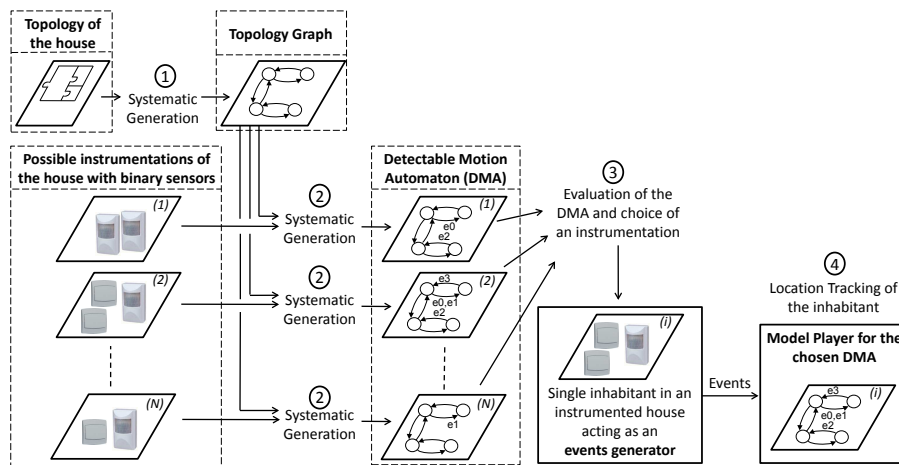 Topology of
the house
1
Systematic
Generation
Topology Graph
Possible instrumentations of
the house with binary sensors
(1)
(2)
(N)
2
Systematic
Generation
2
Systematic
Generation
2
Systematic
Generation
Detectable Motion
Automaton (DMA)
(1)
e0
e2
(2)
e3
e0,e1
e2
(N)
e1
3
Evaluation of the
DMA and choice of
an instrumentation
(i)
Single inhabitant in an
instrumented house
acting as an
events generator
Events
4
Location Tracking of
the inhabitant
Model Player for the
chosen DMA
(i)
e3
e0,e1
e2